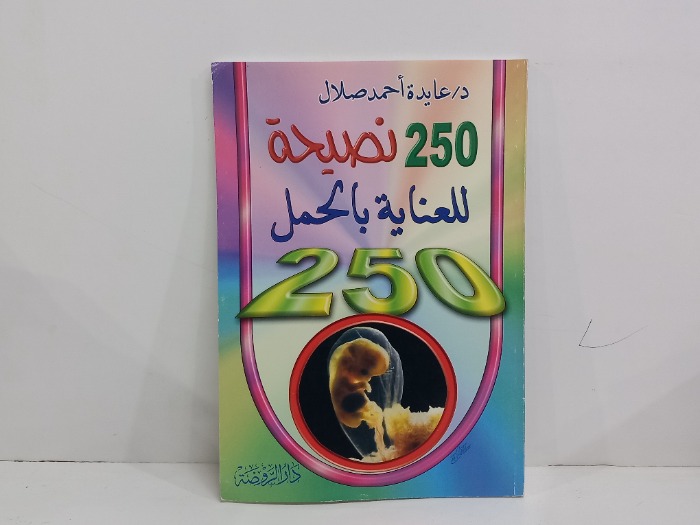 د/عايدة أحمد صلال
250 نصيحة
للعناية بالحمل
250
دار الروضة